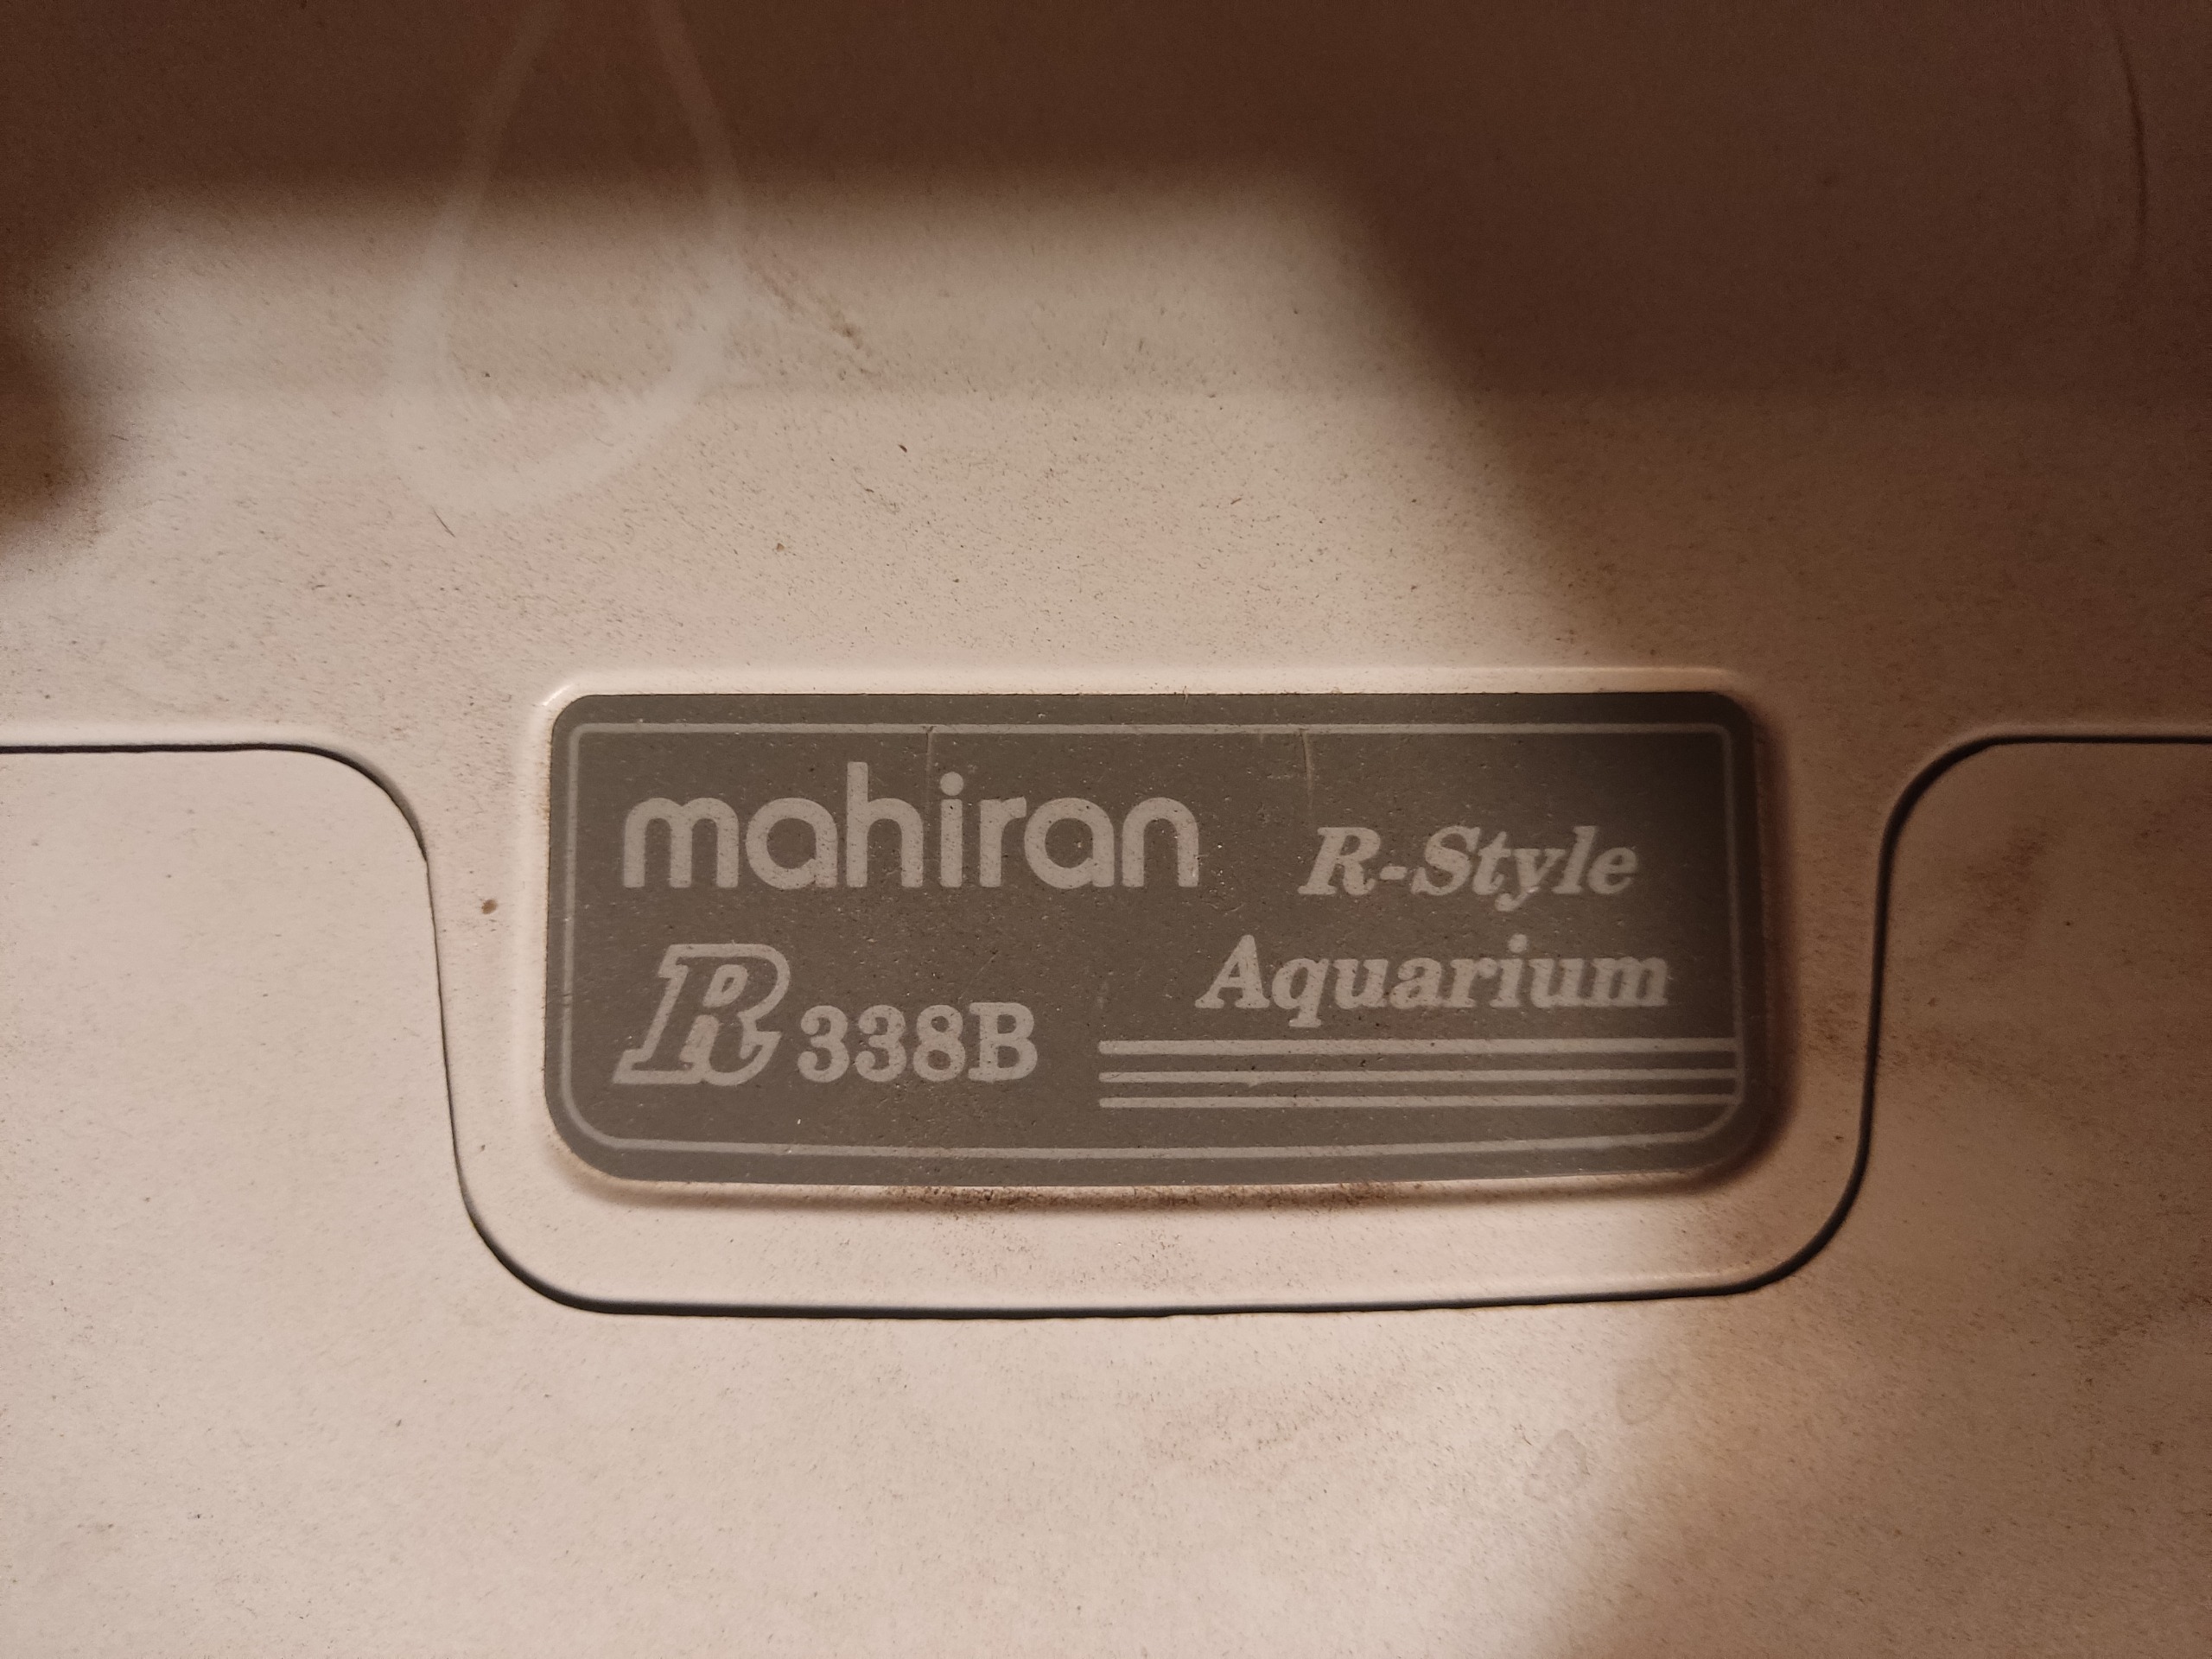 mahiran
R 338B
R-Style
Aquarium